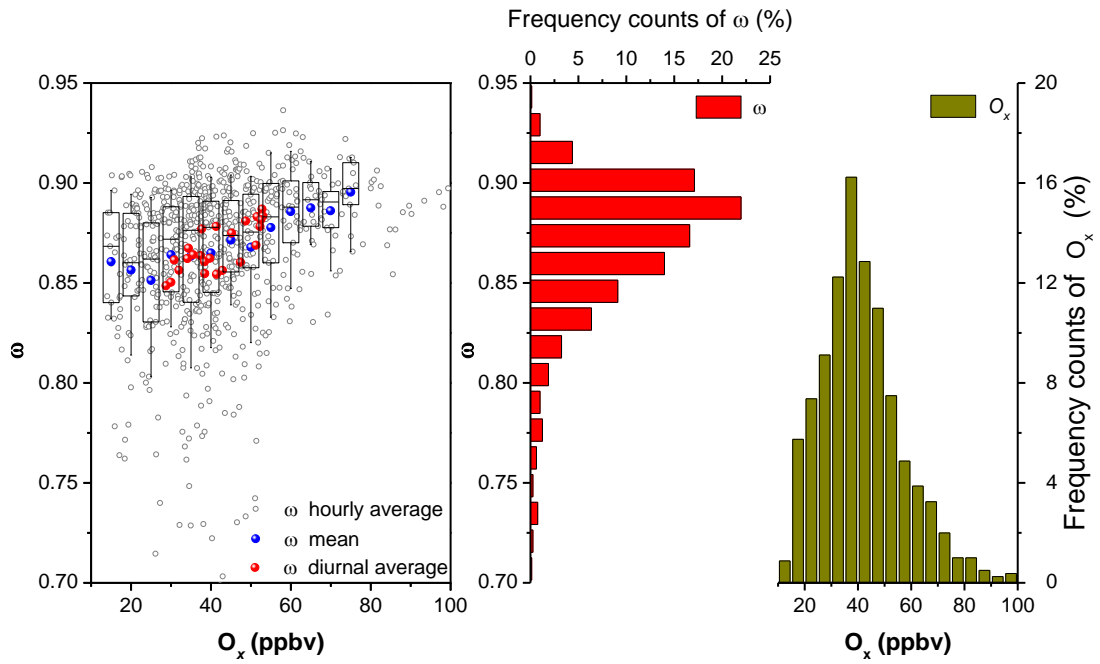 Frequency counts of ω (%)
0 5 10 15 20 25
0.95
0.90
0.85
0.80
0.75
0.70
ω
ω hourly average
ω mean
ω diurnal average
20 40 60 80 100
Oₓ (ppbv)
0.95
0.90
0.85
0.80
0.75
0.70
ω
ω
Oₓ
20
16
12
8
4
0
Frequency counts of Oₓ (%)
20 40 60 80 100
Oₓ (ppbv)